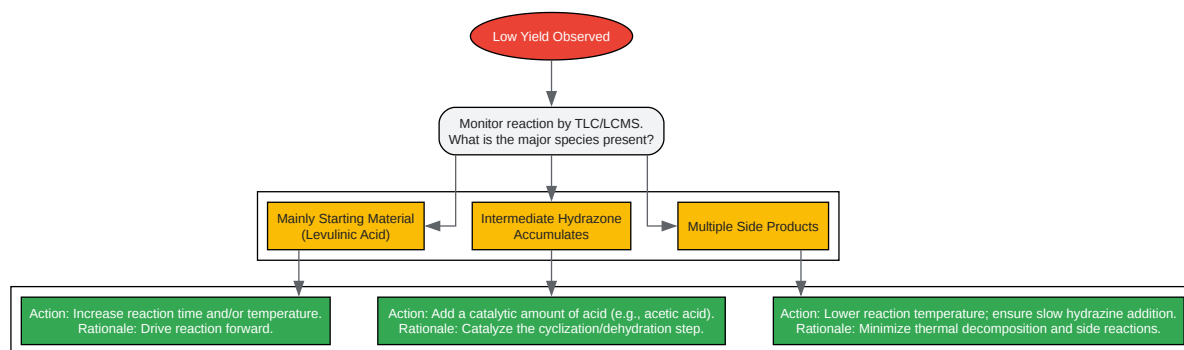 Low Yield Observed
Monitor reaction by TLC/LCMS.
What is the major species present?
Mainly Starting Material
(Levulinic Acid)
Intermediate Hydrazone
Accumulates
Multiple Side Products
Action: Increase reaction time and/or temperature.
Rationale: Drive reaction forward.
Action: Add a catalytic amount of acid (e.g., acetic acid).
Rationale: Catalyze the cyclization/dehydration step.
Action: Lower reaction temperature; ensure slow hydrazine addition.
Rationale: Minimize thermal decomposition and side reactions.